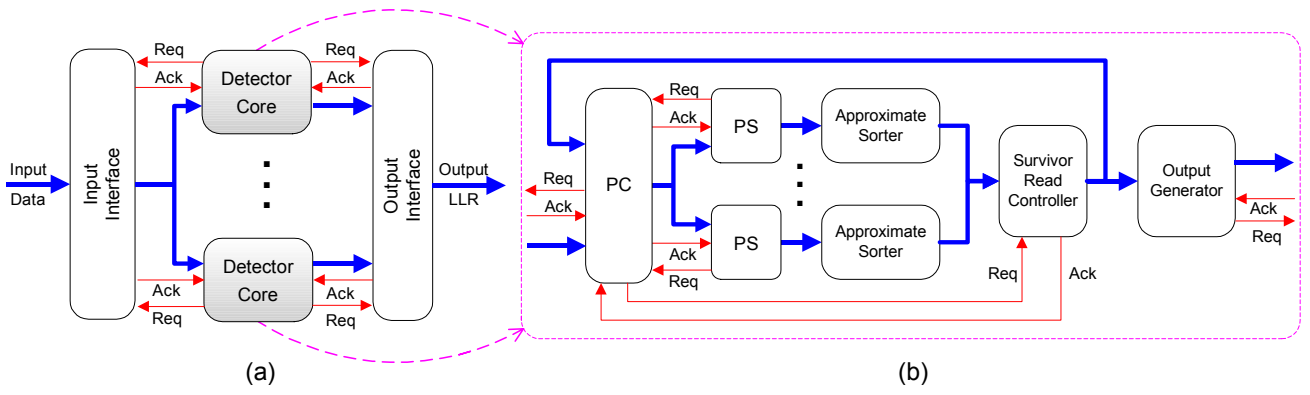 Input
Data
Input
Interface
Req
Ack
Detector
Core
Req
Ack
Detector
Core
Ack
Req
Ack
Req
Output
Interface
Output
LLR
(a)
Req
Ack
PC
Req
Ack
PS
Approximate
Sorter
Ack
Req
PS
Approximate
Sorter
Survivor
Read
Controller
Req
Ack
Output
Generator
Ack
Req
(b)